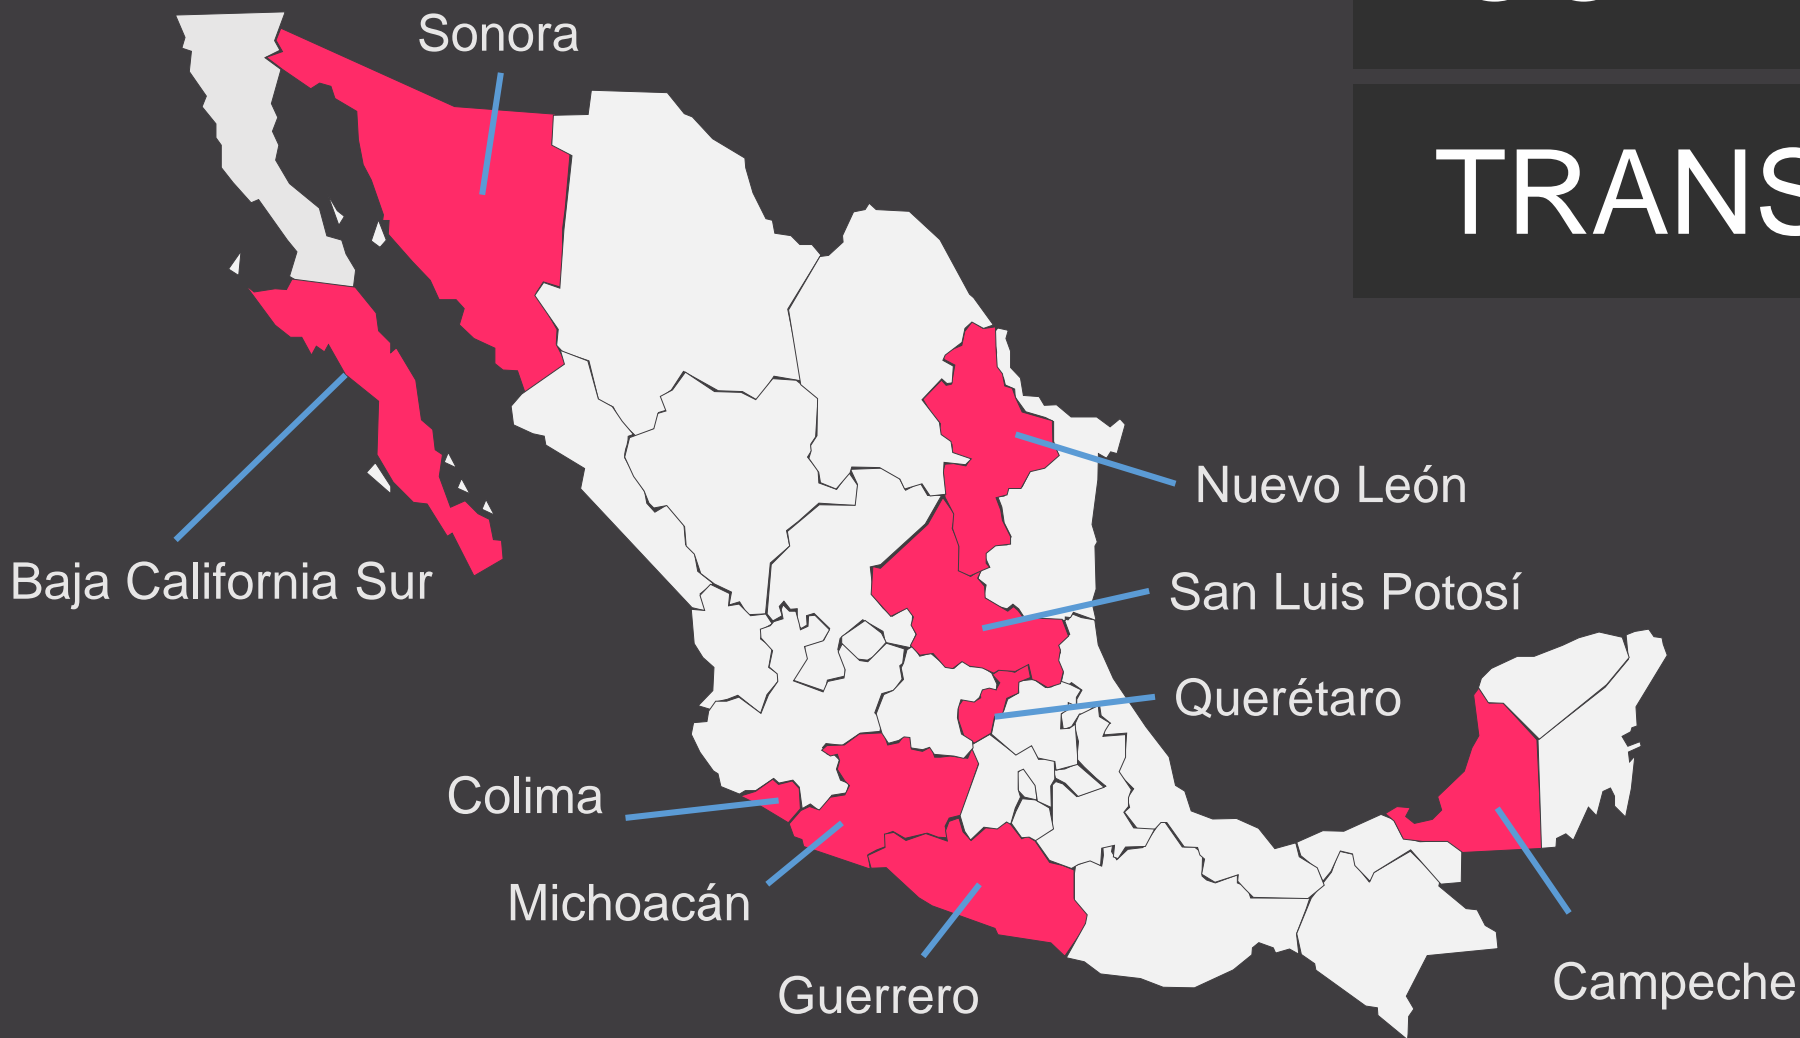 Sonora
TRANS
Nuevo León
Baja California Sur
San Luis Potosí
Querétaro
Colima
Michoacán
Guerrero
Campeche